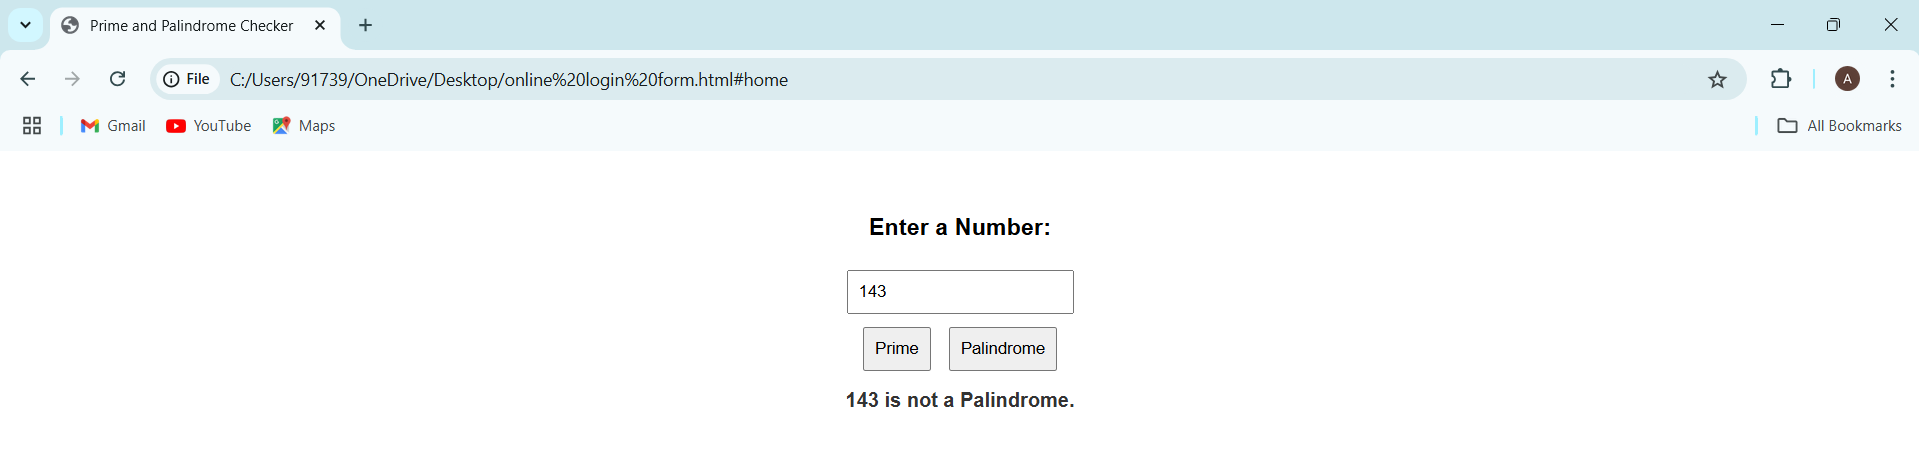 Prime and Palindrome Checker
File C:/Users/91739/OneDrive/Desktop/online%20login%20form.html#home A
Gmail YouTube Maps All Bookmarks
Enter a Number:
143
Prime Palindrome
143 is not a Palindrome.